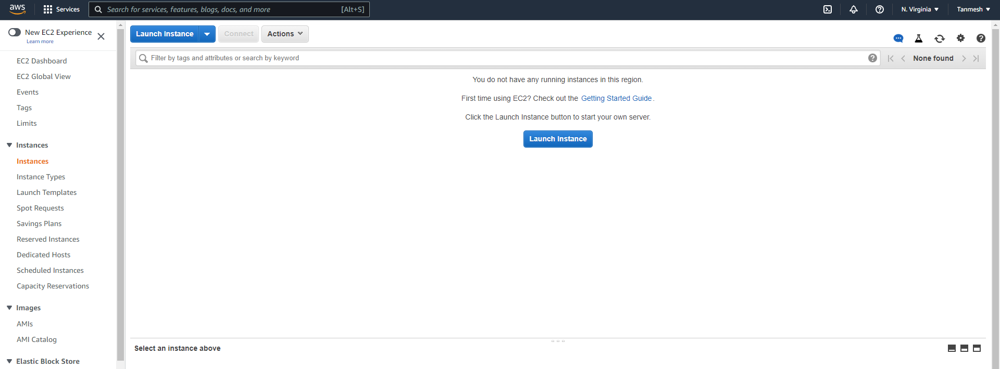 aws
Services
Search for services, features, blogs, docs, and more
[Alt+S]
N. Virginia
Tanmesh
New EC2 Experience
Learn more
EC2 Dashboard
EC2 Global View
Events
Tags
Limits
Instances
Instances
Instance Types
Launch Templates
Spot Requests
Savings Plans
Reserved Instances
Dedicated Hosts
Scheduled Instances
Capacity Reservations
Images
AMIs
AMI Catalog
Elastic Block Store
Launch Instance
Connect
Actions
Filter by tags and attributes or search by keyword
None found
You do not have any running instances in this region.
First time using EC2? Check out the Getting Started Guide.
Click the Launch Instance button to start your own server.
Launch Instance
Select an instance above